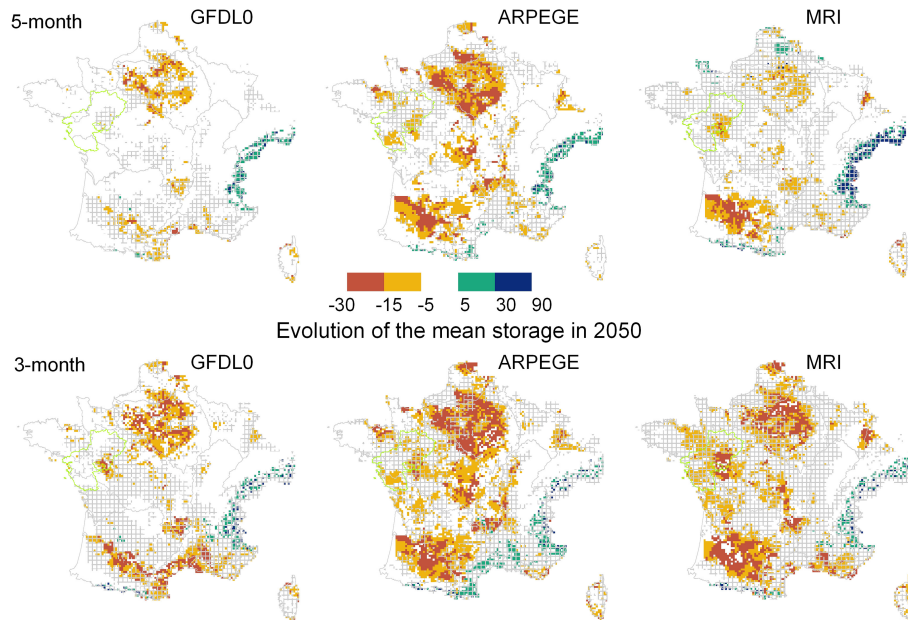 5-month GFDL0 ARPEGE MRI
-30 -15 -5 5 30 90
Evolution of the mean storage in 2050
3-month GFDL0 ARPEGE MRI